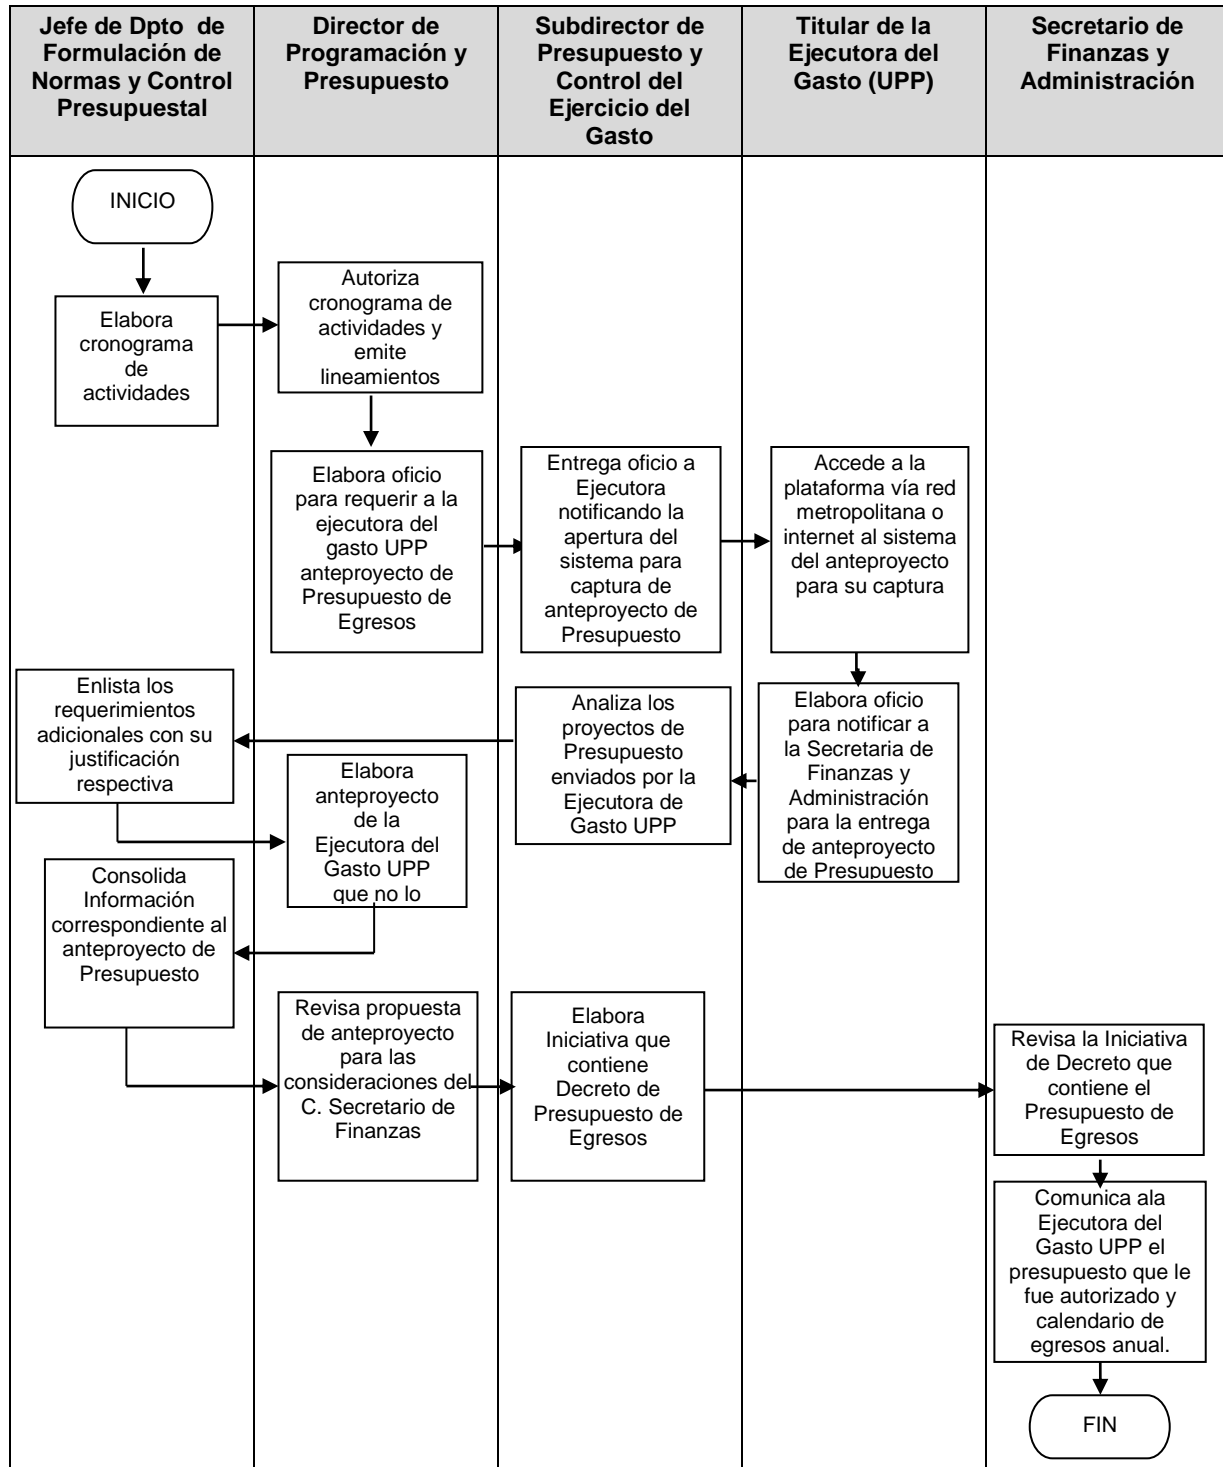 Jefe de Dpto  de
Formulación de
Normas y Control
Presupuestal
Director de
Programación y
Presupuesto
Subdirector de
Presupuesto y
Control del
Ejercicio del
Gasto
Titular de la
Ejecutora del
Gasto (UPP)
Secretario de
Finanzas y
Administración
INICIO
Elabora
cronograma
de
actividades
Autoriza
cronograma de
actividades y
emite
lineamientos
Elabora oficio
para requerir a la
ejecutora del
gasto UPP
anteproyecto de
Presupuesto de
Egresos
Entrega oficio a
Ejecutora
notificando la
apertura del
sistema para
captura de
anteproyecto de
Presupuesto
Accede a la
plataforma vía red
metropolitana o
internet al sistema
del anteproyecto
para su captura
Elabora oficio
para notificar a
la Secretaria de
Finanzas y
Administración
para la entrega
de anteproyecto
de Presupuesto
Analiza los
proyectos de
Presupuesto
enviados por la
Ejecutora de
Gasto UPP
Enlista los
requerimientos
adicionales con su
justificación
respectiva
Elabora
anteproyecto
de la
Ejecutora del
Gasto UPP
que no lo
Consolida
Información
correspondiente al
anteproyecto de
Presupuesto
Revisa propuesta
de anteproyecto
para las
consideraciones del
C. Secretario de
Finanzas
Elabora
Iniciativa que
contiene
Decreto de
Presupuesto de
Egresos
Revisa la Iniciativa
de Decreto que
contiene el
Presupuesto de
Egresos
Comunica ala
Ejecutora del
Gasto UPP el
presupuesto que le
fue autorizado y
calendario de
egresos anual.
FIN